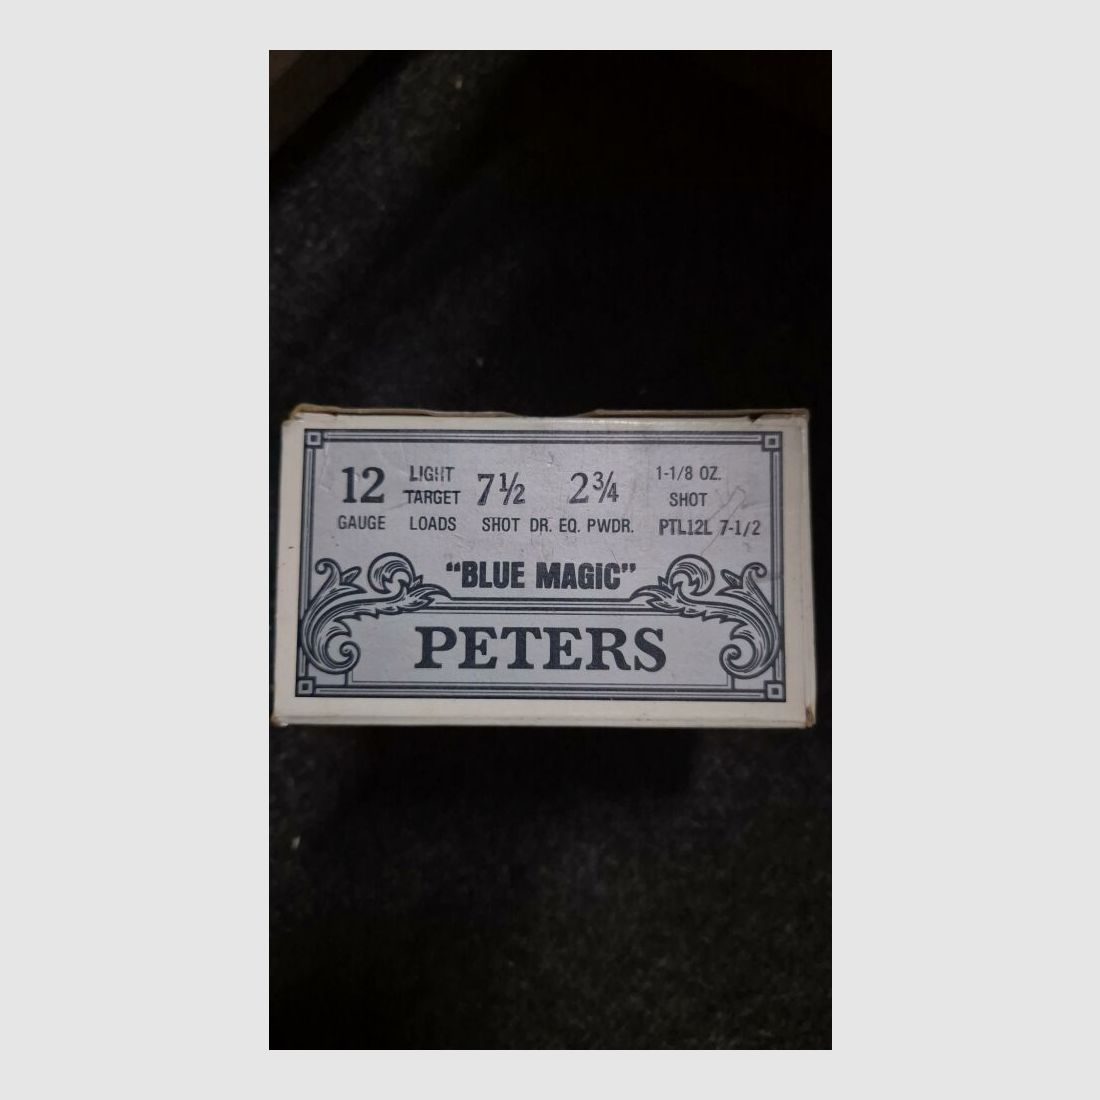 12 LIGHT 7½ 2¾ 1-1/8 OZ.
TARGET SHOT
GAUGE LOADS SHOT DR. EQ. PWDR. PTL12L 7-1/2
“BLUE MAGIC”
PETERS